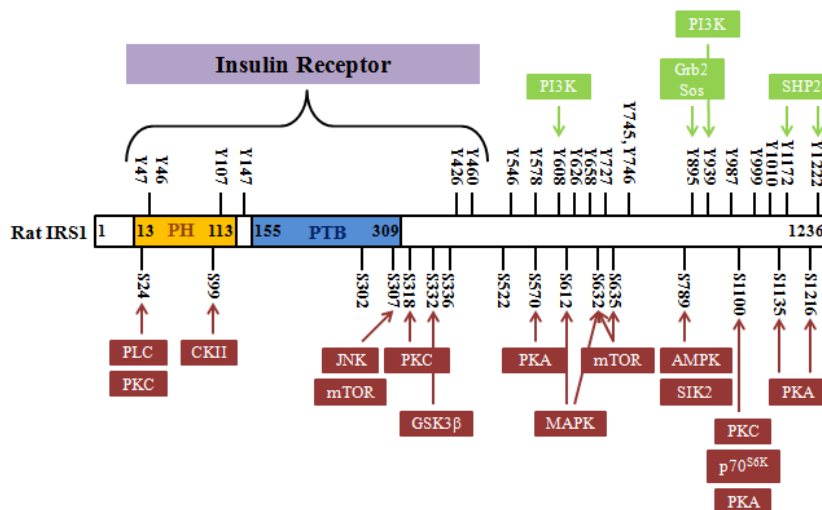 PI3K
Grb2
Sos
SHP2
PI3K
Insulin Receptor
Y47
Y46
Y107
Y147
Y426
Y460
Y546
Y578
Y608
Y626
Y658
Y727
Y745, Y746
Y895
Y939
Y987
Y999
Y1010
Y1172
Y1222
Rat IRS1
1
13 PH 113
155 PTB 309
1236
S24
S99
S302
S307
S318
S332
S336
S522
S570
S612
S632
S635
S789
S1100
S1135
S1216
PLC
PKC
CKII
JNK
mTOR
PKC
GSK3β
PKA
MAPK
mTOR
AMPK
SIK2
PKC
p70S6K
PKA
PKA